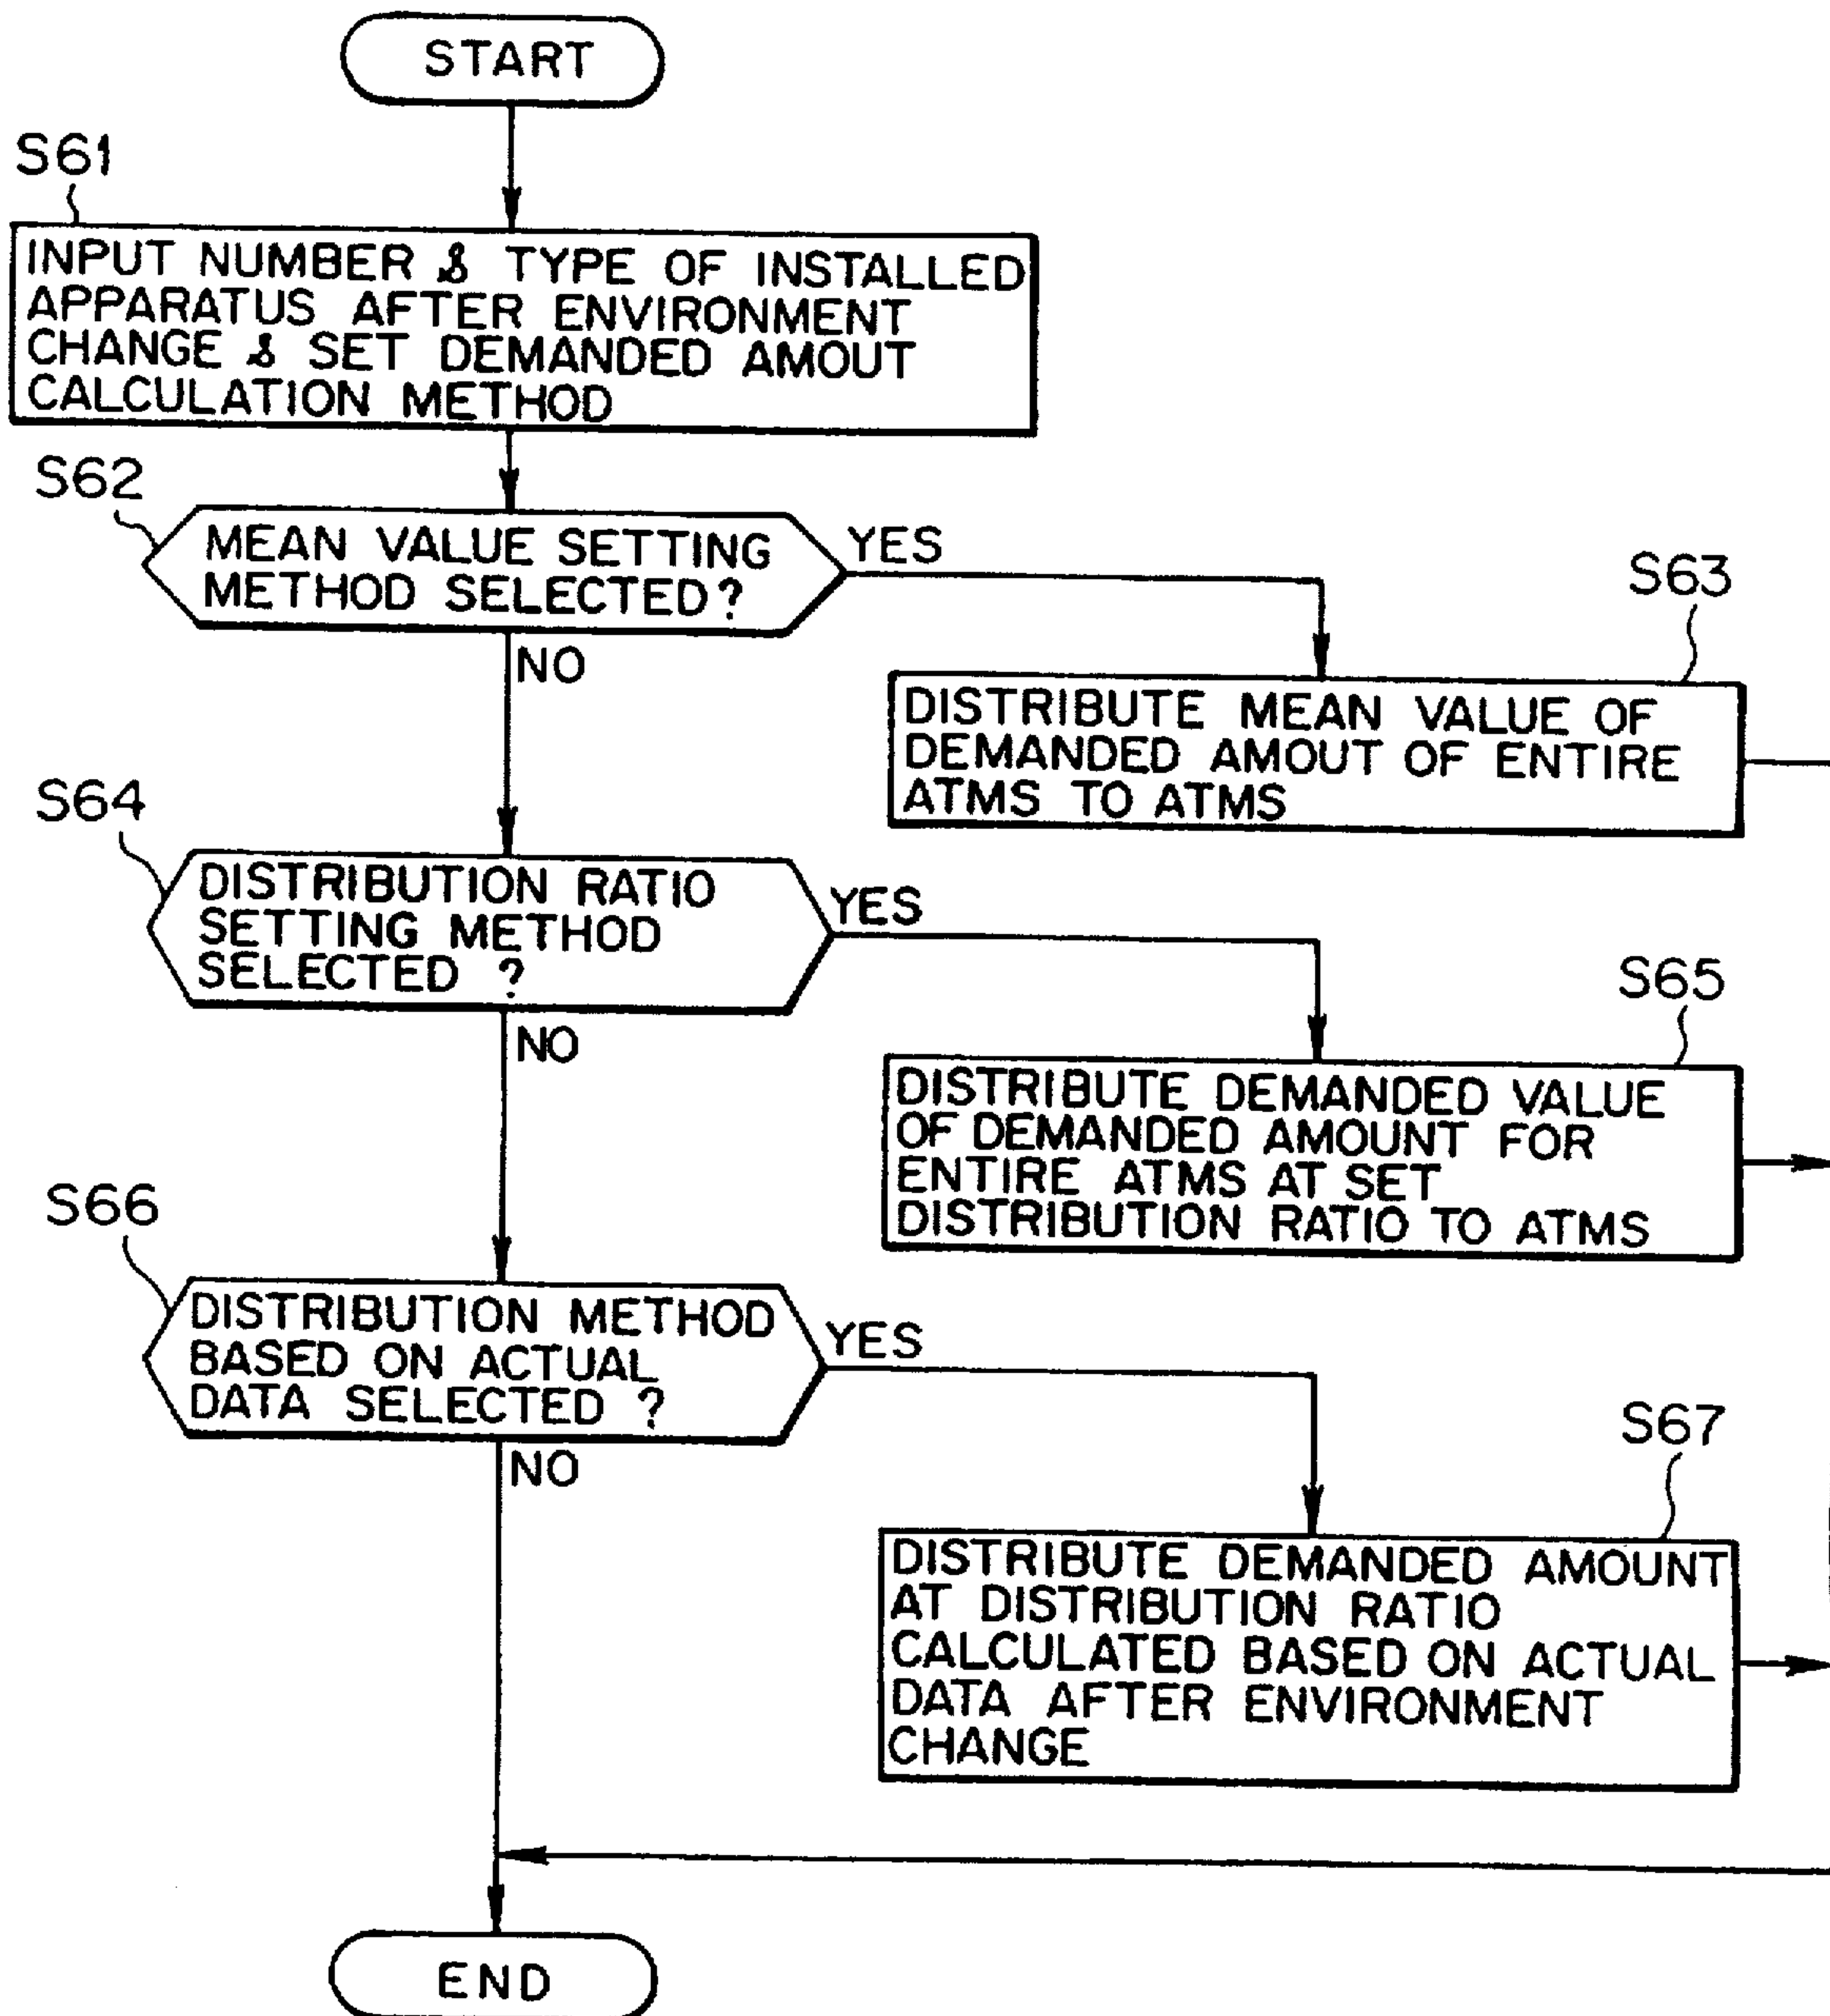 START
S61
INPUT NUMBER & TYPE OF INSTALLED
APPARATUS AFTER ENVIRONMENT
CHANGE & SET DEMANDED AMOUT
CALCULATION METHOD
S62
MEAN VALUE SETTING
METHOD SELECTED?
YES
NO
S63
DISTRIBUTE MEAN VALUE OF
DEMANDED AMOUT OF ENTIRE
ATMS TO ATMS
S64
DISTRIBUTION RATIO
SETTING METHOD
SELECTED ?
YES
NO
S65
DISTRIBUTE DEMANDED VALUE
OF DEMANDED AMOUNT FOR
ENTIRE ATMS AT SET
DISTRIBUTION RATIO TO ATMS
S66
DISTRIBUTION METHOD
BASED ON ACTUAL
DATA SELECTED ?
YES
NO
S67
DISTRIBUTE DEMANDED AMOUNT
AT DISTRIBUTION RATIO
CALCULATED BASED ON ACTUAL
DATA AFTER ENVIRONMENT
CHANGE
END